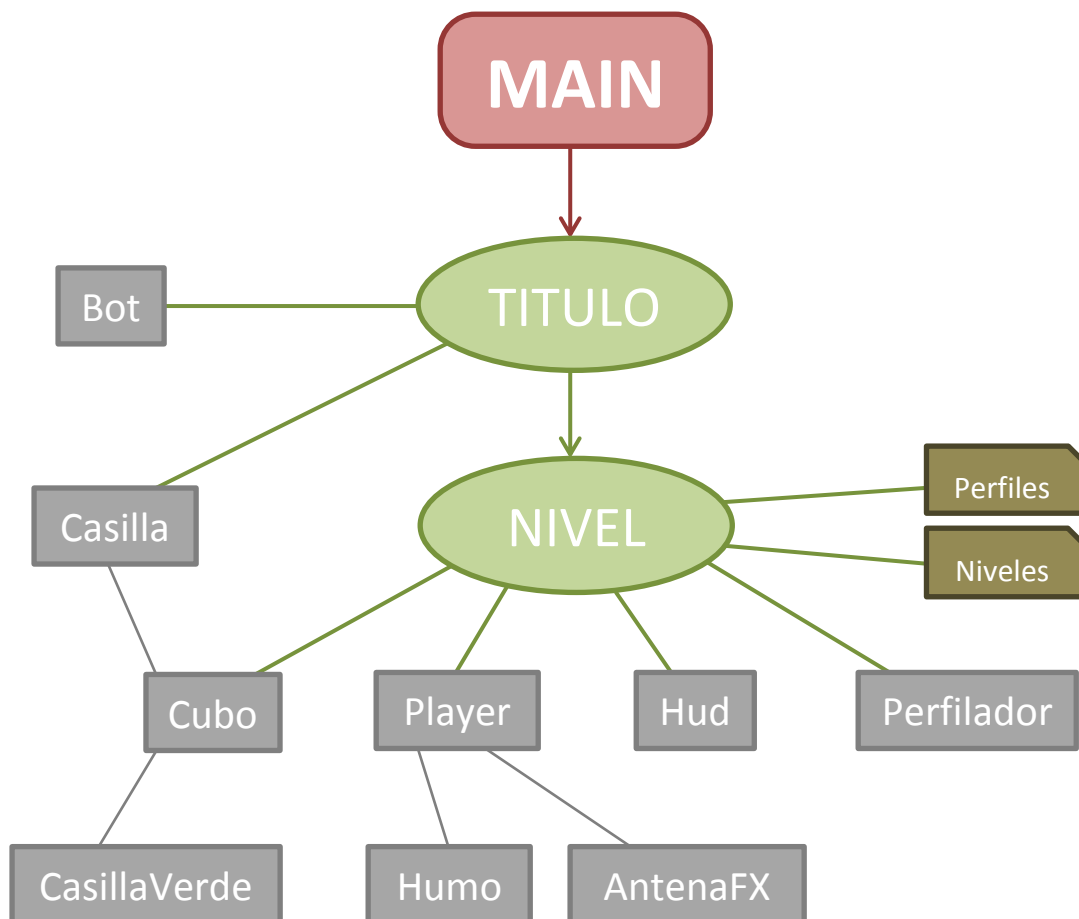 MAIN
TITULO
Bot
Casilla
NIVEL
Perfiles
Niveles
Cubo
Player
Hud
Perfilador
CasillaVerde
Humo
AntenaFX